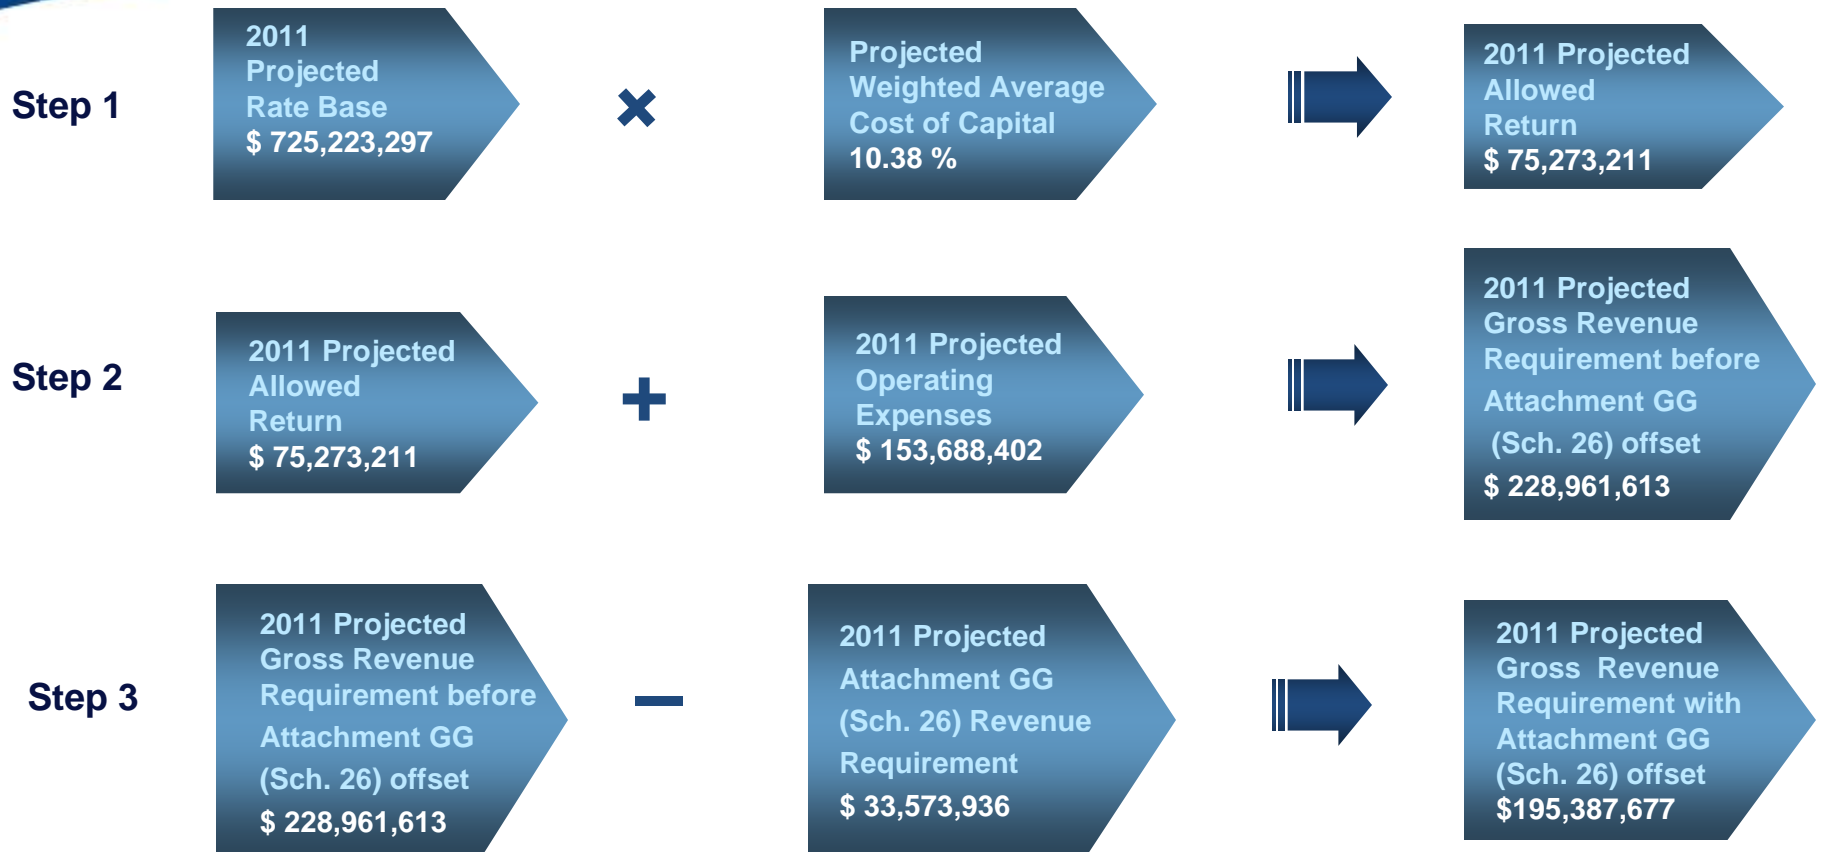 Step 1
2011
Projected
Rate Base
$ 725,223,297
Projected
Weighted Average
Cost of Capital
10.38 %
2011 Projected
Allowed
Return
$ 75,273,211
Step 2
2011 Projected
Allowed
Return
$ 75,273,211
2011 Projected
Operating
Expenses
$ 153,688,402
2011 Projected
Gross Revenue
Requirement before
Attachment GG
(Sch. 26) offset
$ 228,961,613
Step 3
2011 Projected
Gross Revenue
Requirement before
Attachment GG
(Sch. 26) offset
$ 228,961,613
2011 Projected
Attachment GG
(Sch. 26) Revenue
Requirement
$ 33,573,936
2011 Projected
Gross Revenue
Requirement with
Attachment GG
(Sch. 26) offset
$195,387,677